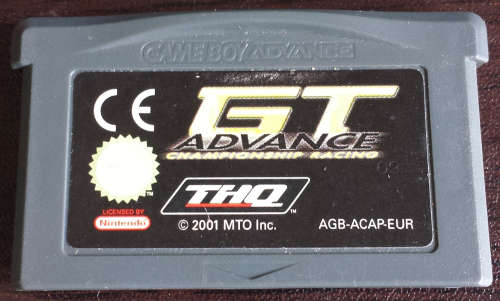 GAME BOY ADVANCE
CE
GT
ADVANCE
CHAMPIONSHIP RACING
THQ
LICENSED BY
Nintendo
© 2001 MTO Inc.
AGB-ACAP-EUR